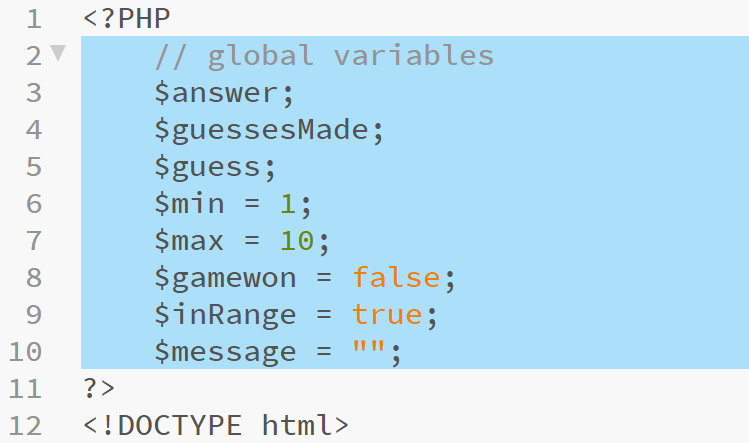 1 <?PHP
2 // global variables
3 $answer;
4 $guessesMade;
5 $guess;
6 $min = 1;
7 $max = 10;
8 $gamewon = false;
9 $inRange = true;
10 $message = "";
11 ?>
12 <!DOCTYPE html>